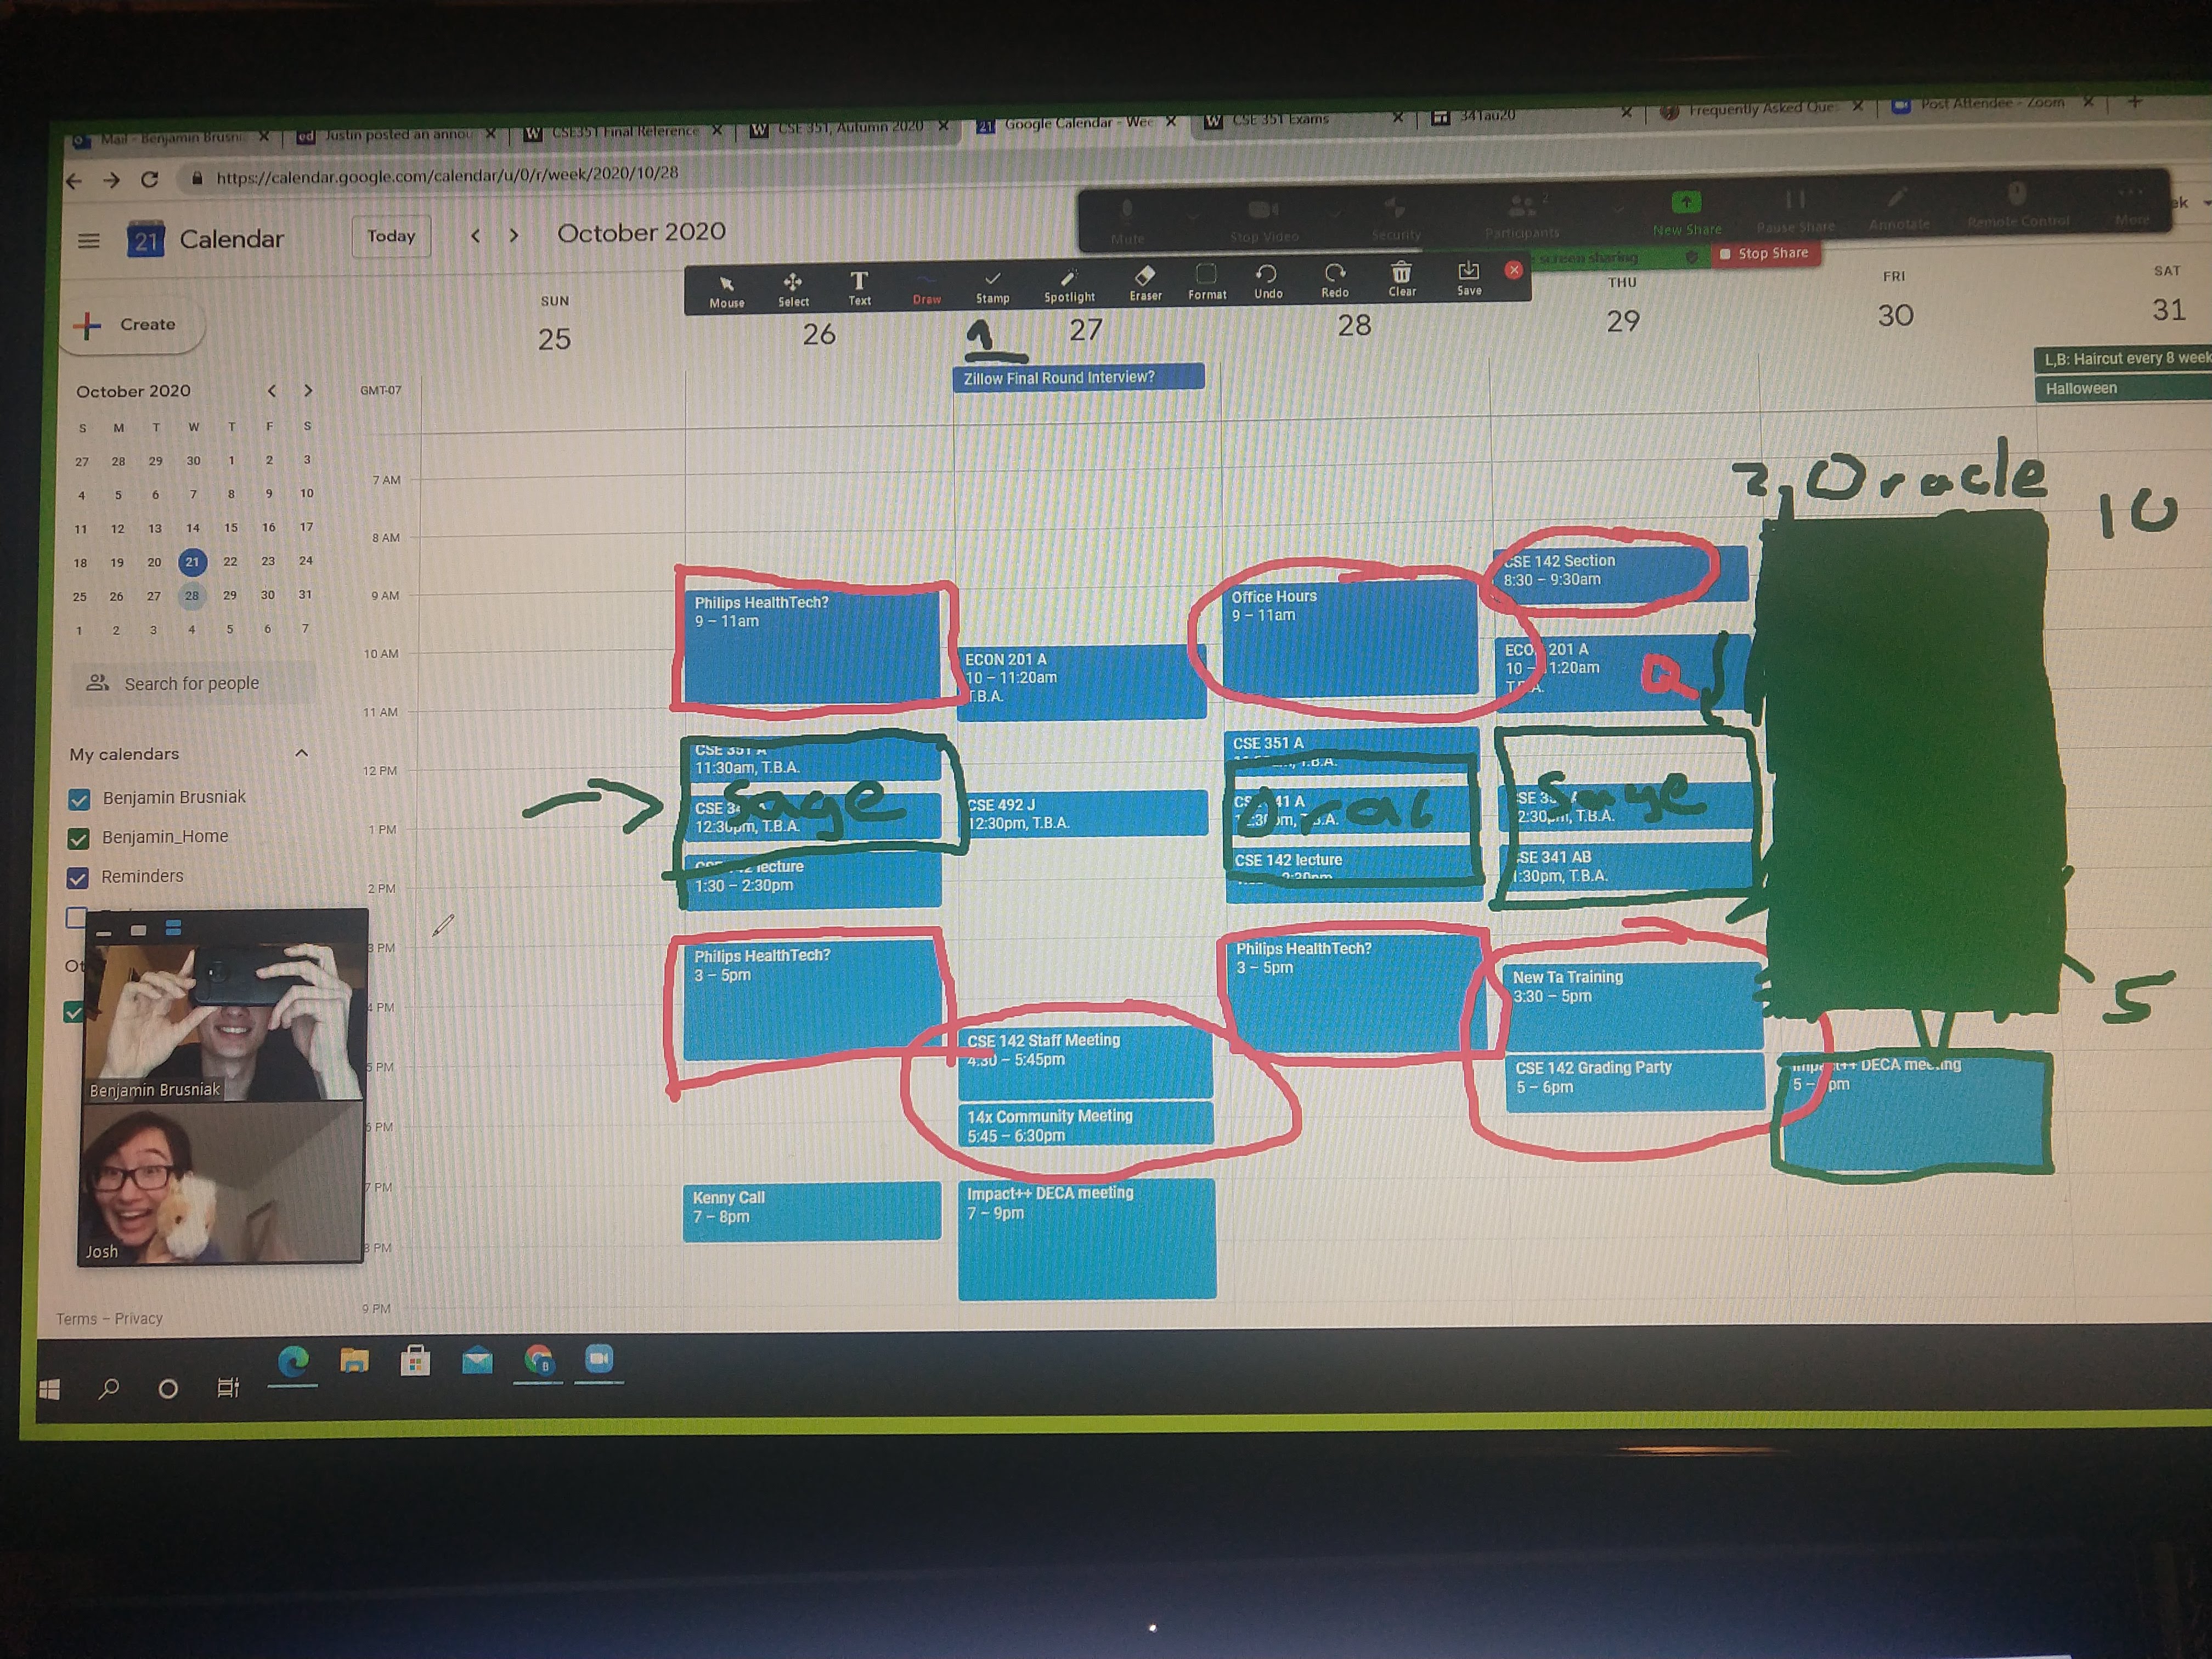 Mail - Benjamin Brusni
Justin posted an annou
CSE351 Final Reference
CSE 351, Autumn 2020
Google Calendar - Wee
CSE 351 Exams
341au20
Frequently Asked Que
Post Attendee - Zoom
https://calendar.google.com/calendar/u/0/r/week/2020/10/28
21
Calendar
Today
October 2020
Mute
Stop Video
Security
Participants
2
New Share
Pause Share
Annotate
Remote Control
More
screen sharing
Stop Share
Mouse
Select
Text
Draw
Stamp
Spotlight
Eraser
Format
Undo
Redo
Clear
Save
SUN
25
26
1
27
28
THU
29
FRI
30
SAT
31
Create
October 2020
S M T W T F S
27 28 29 30 1 2 3
4 5 6 7 8 9 10
11 12 13 14 15 16 17
18 19 20 21 22 23 24
25 26 27 28 29 30 31
1 2 3 4 5 6 7
Search for people
My calendars
Benjamin Brusniak
Benjamin_Home
Reminders
GMT-07
7 AM
8 AM
9 AM
10 AM
11 AM
12 PM
1 PM
2 PM
3 PM
4 PM
5 PM
6 PM
7 PM
8 PM
9 PM
Zillow Final Round Interview?
L,B: Haircut every 8 week
Halloween
Philips HealthTech?
9 – 11am
CSE 351 A
11:30am, T.B.A.
Sage
12:30pm, T.B.A.
lecture
1:30 – 2:30pm
Philips HealthTech?
3 – 5pm
Kenny Call
7 – 8pm
ECON 201 A
10 – 11:20am
T.B.A.
CSE 492 J
12:30pm, T.B.A.
CSE 142 Staff Meeting
4:30 – 5:45pm
14x Community Meeting
5:45 – 6:30pm
Impact++ DECA meeting
7 – 9pm
Office Hours
9 – 11am
CSE 351 A
T.B.A.
41 A
Orac
CSE 142 lecture
2:30pm
Philips HealthTech?
3 – 5pm
CSE 142 Section
8:30 – 9:30am
ECO 201 A
10 – 11:20am
T.B.A.
Sage
2:30pm, T.B.A.
SE 341 AB
1:30pm, T.B.A.
New Ta Training
3:30 – 5pm
CSE 142 Grading Party
5 – 6pm
2, Oracle
10
5
Impact++ DECA meeting
5 – pm
Benjamin Brusniak
Josh
Terms – Privacy